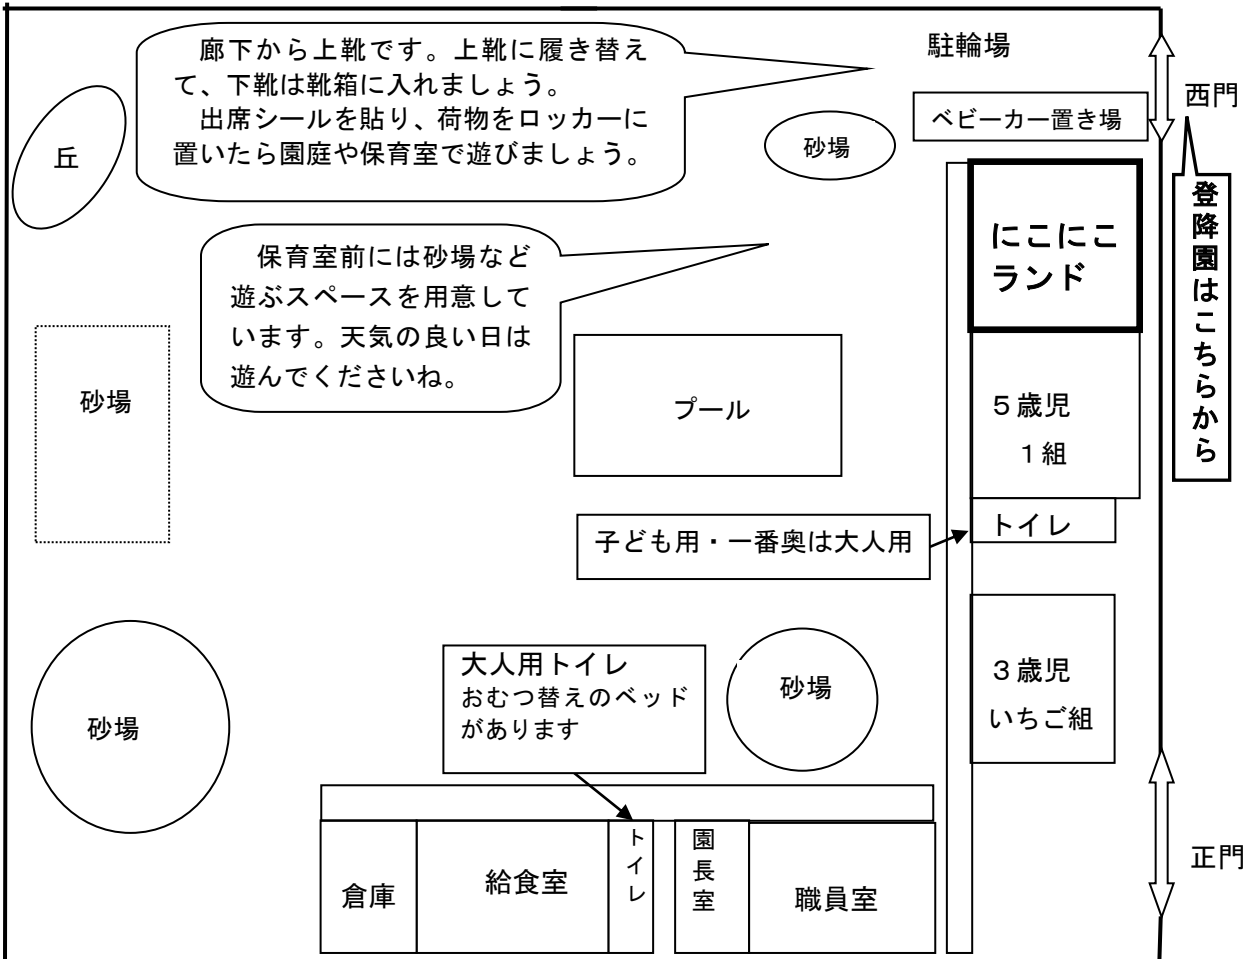 廊下から上靴です。上靴に履き替え
て、下靴は靴箱に入れましょう。
出席シールを貼り、荷物をロッカーに
置いたら園庭や保育室で遊びましょう。
駐輪場
西門
ベビーカー置き場
丘
砂場
登降園はこちらから
にこにこ
ランド
保育室前には砂場など
遊ぶスペースを用意して
います。天気の良い日は
遊んでくださいね。
砂場
プール
５歳児
１組
トイレ
子ども用・一番奥は大人用
大人用トイレ
おむつ替えのベッド
があります
砂場
３歳児
いちご組
砂場
正門
倉庫
給食室
トイレ
園長室
職員室